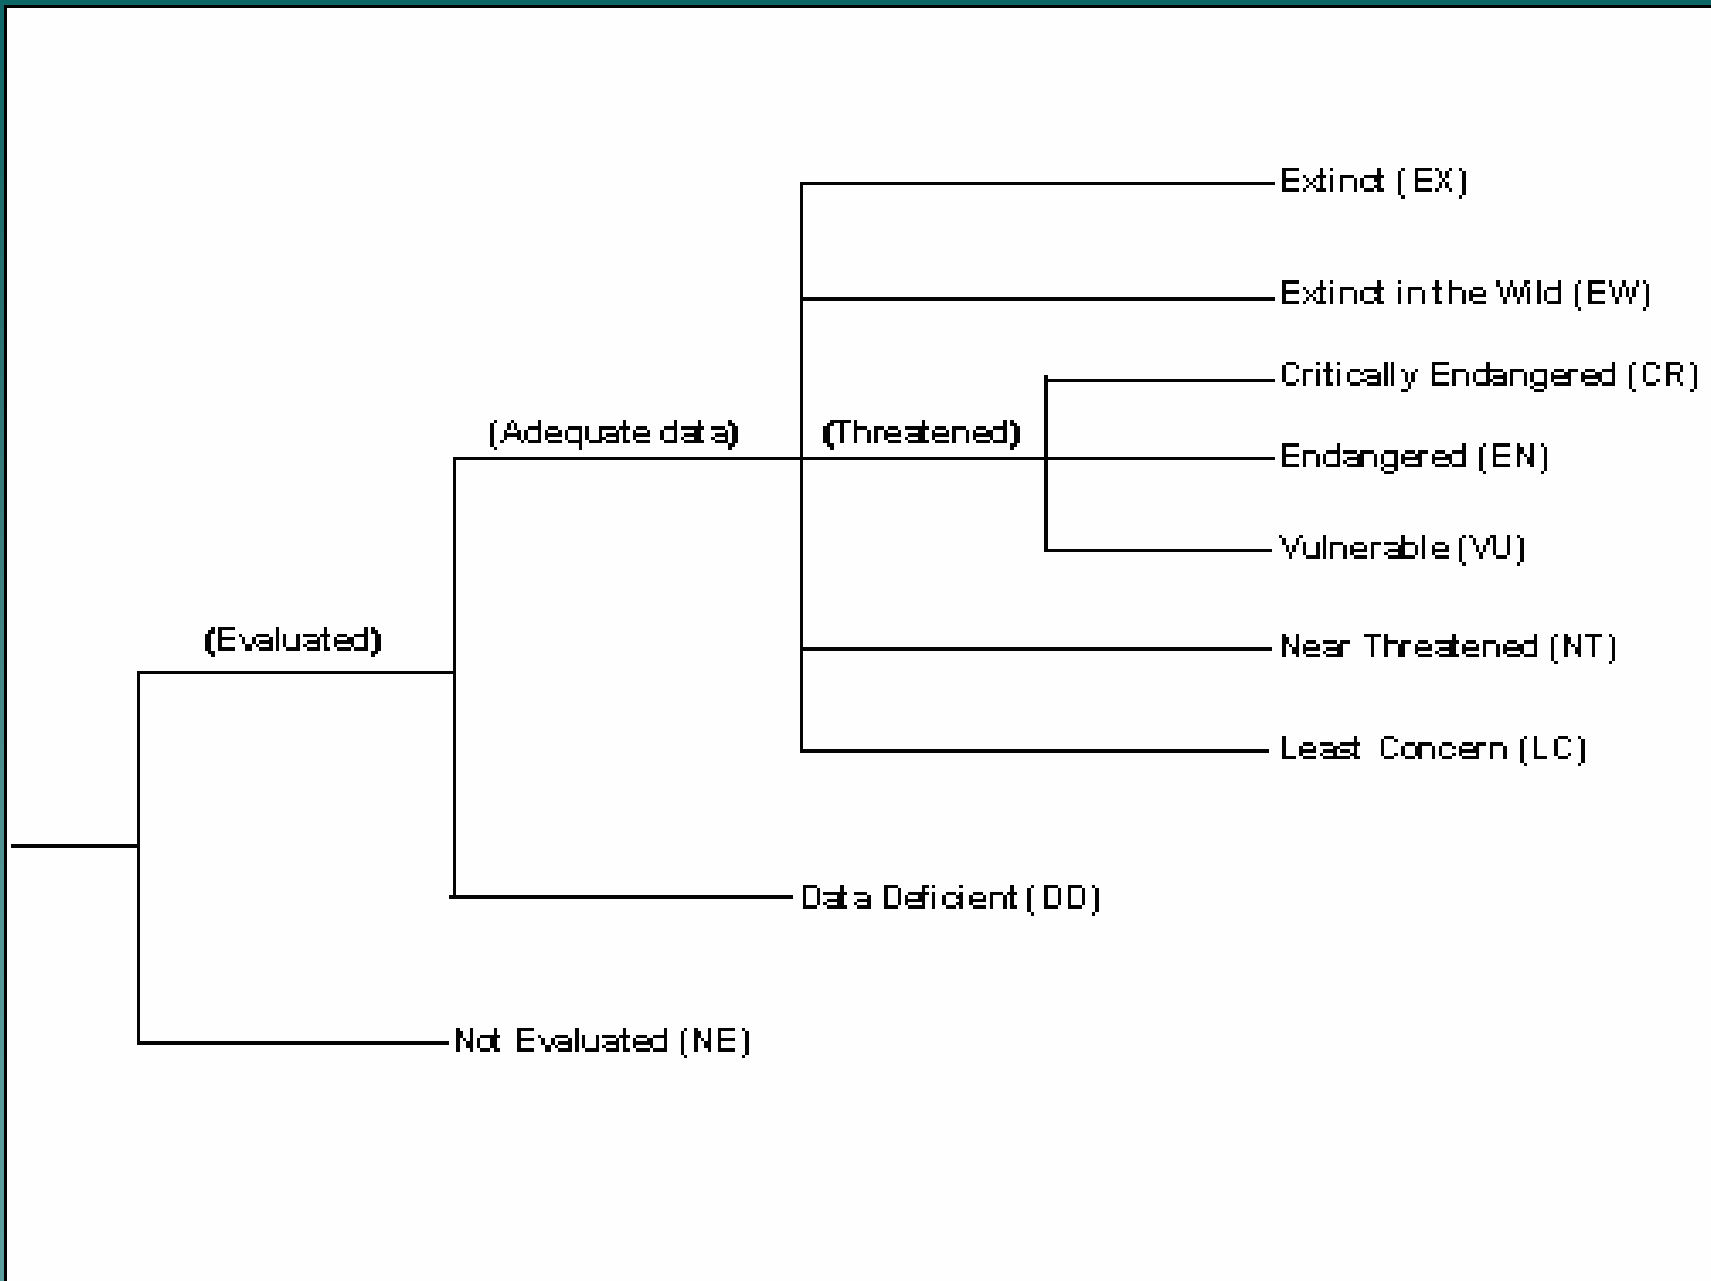 Extinct (EX)
Extinct in the Wild (EW)
Critically Endangered (CR)
(Adequate data)
(Threatened)
Endangered (EN)
Vulnerable (VU)
(Evaluated)
Near Threatened (NT)
Least Concern (LC)
Data Deficient (DD)
Not Evaluated (NE)